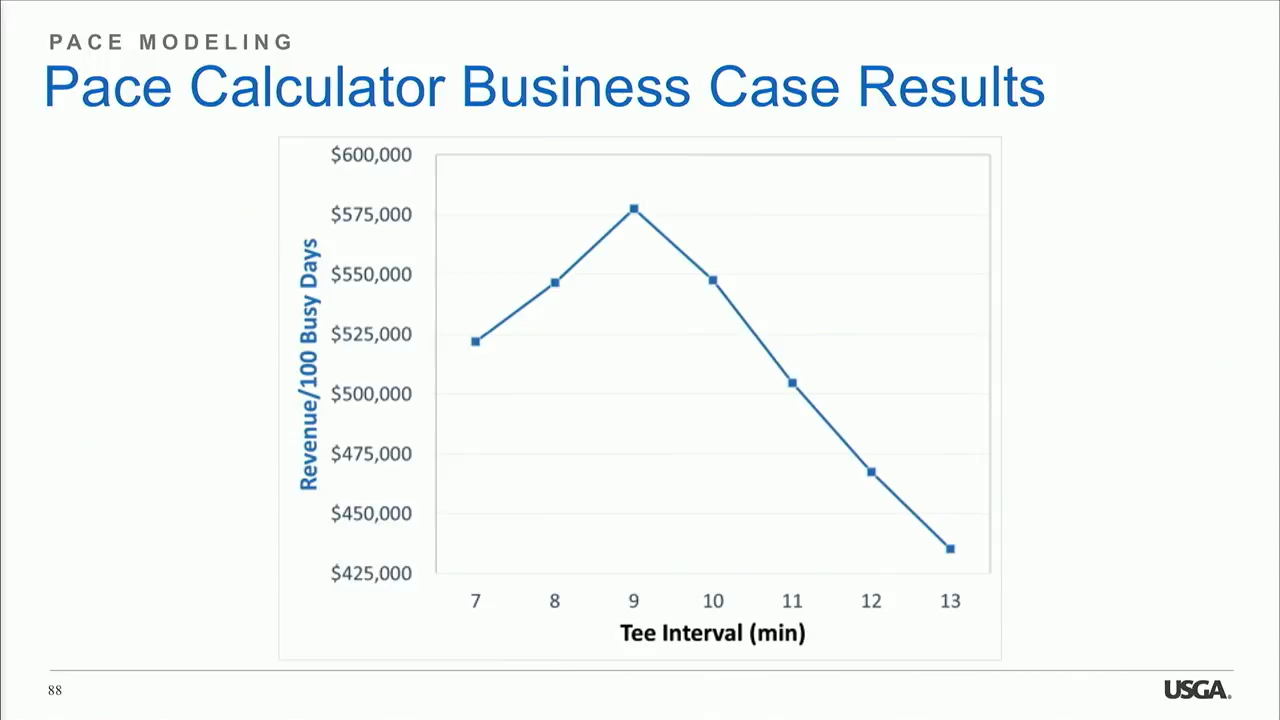 PACE MODELING
Pace Calculator Business Case Results
$600,000
$575,000
$550,000
$525,000
$500,000
$475,000
$450,000
$425,000
Revenue/100 Busy Days
7 8 9 10 11 12 13
Tee Interval (min)
88
USGA.